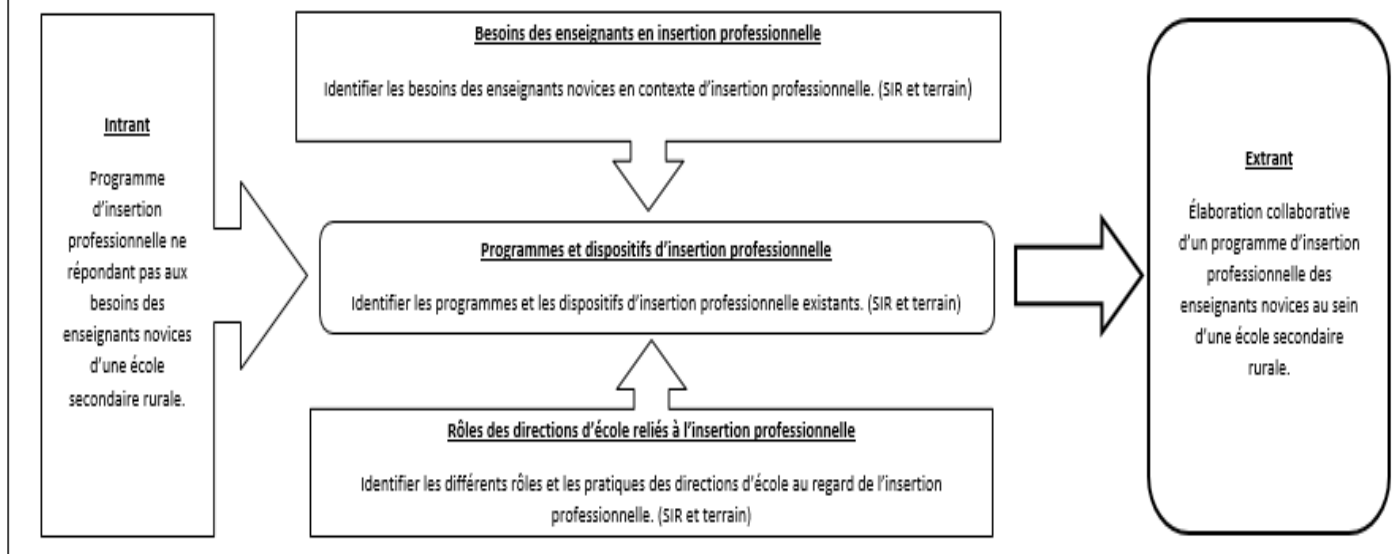 Intrant
Programme
d’insertion
professionnelle ne
répondant pas aux
besoins des
enseignants novices
d’une école
secondaire rurale.
Besoins des enseignants en insertion professionnelle
Identifier les besoins des enseignants novices en contexte d’insertion professionnelle. (SIR et terrain)
Programmes et dispositifs d’insertion professionnelle
Identifier les programmes et les dispositifs d’insertion professionnelle existants. (SIR et terrain)
Rôles des directions d’école reliés à l’insertion professionnelle
Identifier les différents rôles et les pratiques des directions d’école au regard de l’insertion
professionnelle. (SIR et terrain)
Extrant
Élaboration collaborative
d’un programme d’insertion
professionnelle des
enseignants novices au sein
d’une école secondaire
rurale.